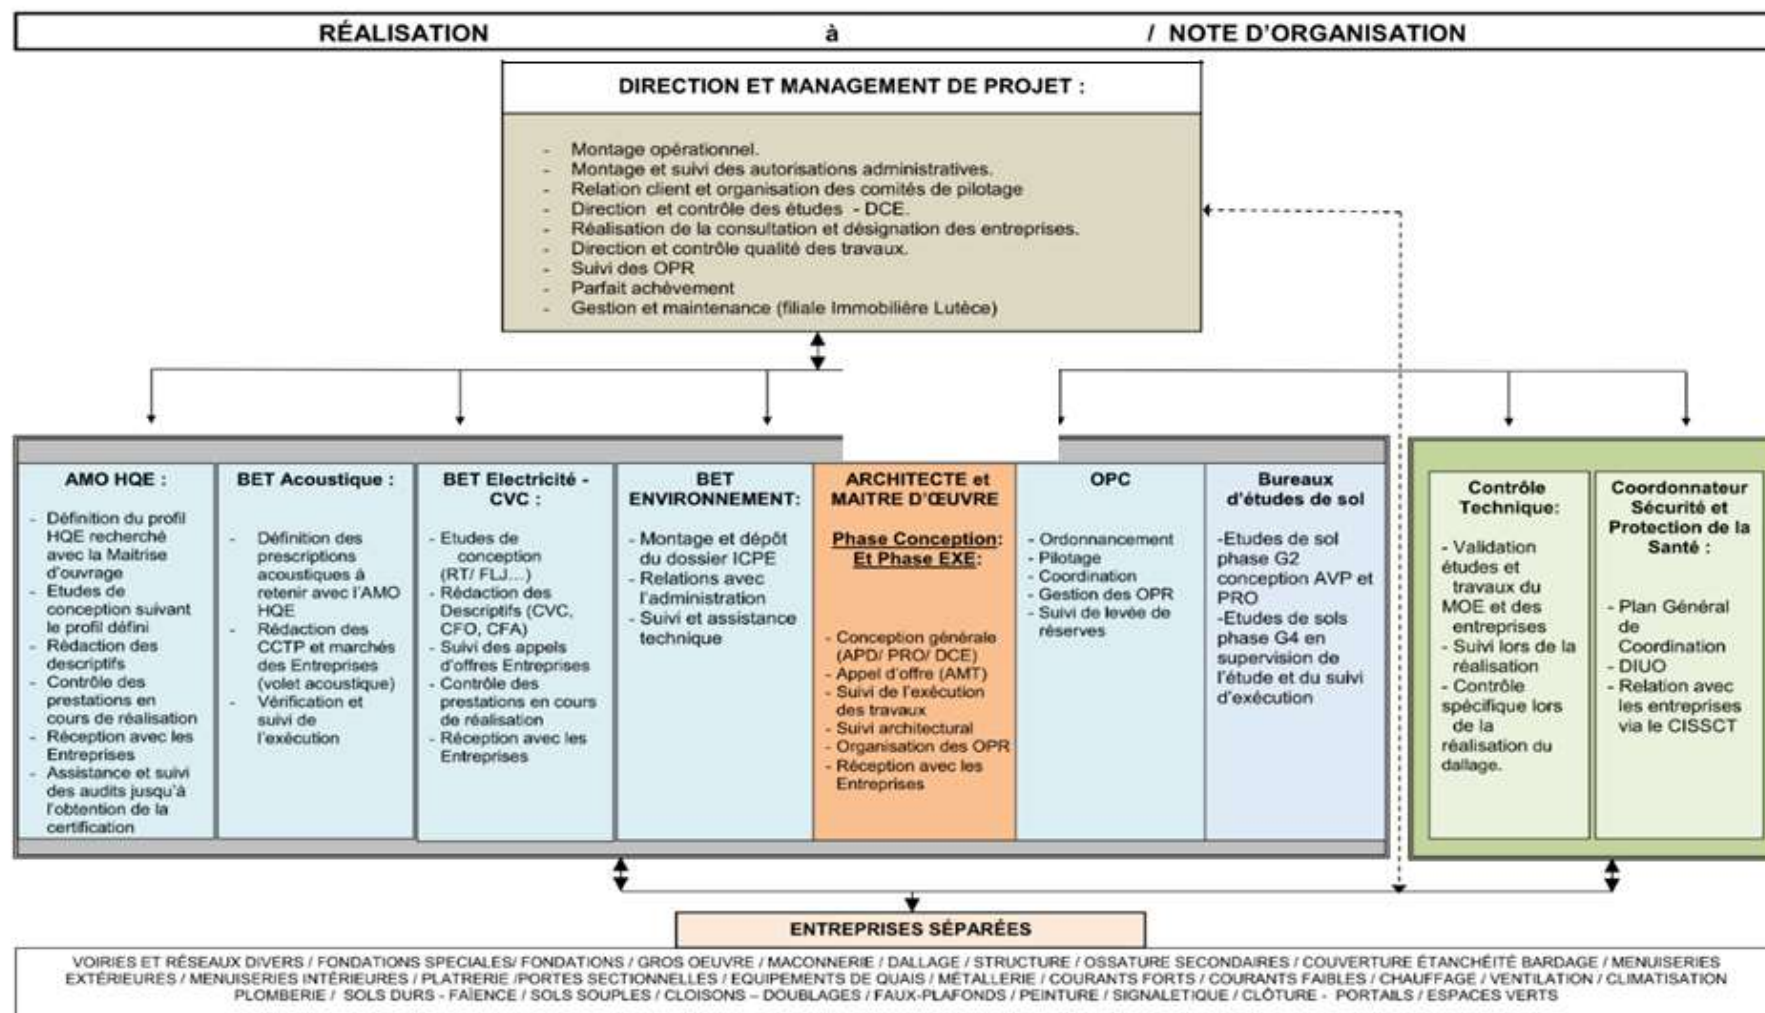 RÉALISATION à / NOTE D'ORGANISATION
DIRECTION ET MANAGEMENT DE PROJET :
- Montage opérationnel.
- Montage et suivi des autorisations administratives.
- Relation client et organisation des comités de pilotage
- Direction et contrôle des études - DCE.
- Réalisation de la consultation et désignation des entreprises.
- Direction et contrôle qualité des travaux.
- Suivi des OPR
- Parfait achèvement
- Gestion et maintenance (filiale Immobilière Lutèce)
AMO HQE :
- Définition du profil
HQE recherché
avec la Maitrise
d'ouvrage
- Etudes de
conception suivant
le profil défini
- Rédaction des
descriptifs
- Contrôle des
prestations en
cours de réalisation
- Réception avec les
Entreprises
- Assistance et suivi
des audits jusqu'à
l'obtention de la
certification
BET Acoustique :
- Définition des
prescriptions
acoustiques à
retenir avec l'AMO
HQE
- Rédaction des
CCTP et marchés
des Entreprises
(volet acoustique)
- Vérification et
suivi de
l'exécution
BET Electricité -
CVC :
- Etudes de
conception
(RT/ FLJ...)
- Rédaction des
Descriptifs (CVC,
CFO, CFA)
- Suivi des appels
d'offres Entreprises
- Contrôle des
prestations en cours
de réalisation
- Réception avec les
Entreprises
BET
ENVIRONNEMENT:
- Montage et dépôt
du dossier ICPE
- Relations avec
l'administration
- Suivi et assistance
technique
ARCHITECTE et
MAITRE D'ŒUVRE
Phase Conception:
Et Phase EXE:
- Conception générale
(APD/ PRO/ DCE)
- Appel d'offre (AMT)
- Suivi de l'exécution
des travaux
- Suivi architectural
- Organisation des OPR
- Réception avec les
Entreprises
OPC
- Ordonnancement
- Pilotage
- Coordination
- Gestion des OPR
- Suivi de levée de
réserves
Bureaux
d'études de sol
-Etudes de sol
phase G2
conception AVP et
PRO
-Etudes de sols
phase G4 en
supervision de
l'étude et du suivi
d'exécution
Contrôle
Technique:
- Validation
études et
travaux du
MOE et des
entreprises
- Suivi lors de la
réalisation
- Contrôle
spécifique lors
de la
réalisation du
dallage.
Coordonnateur
Sécurité et
Protection de la
Santé :
- Plan Général
de
Coordination
- DIUO
- Relation avec
les entreprises
via le CISSCT
ENTREPRISES SÉPARÉES
VOIRIES ET RÉSEAUX DIVERS / FONDATIONS SPECIALES/ FONDATIONS / GROS OEUVRE / MACONNERIE / DALLAGE / STRUCTURE / OSSATURE SECONDAIRES / COUVERTURE ÉTANCHÉITÉ BARDAGE / MENUISERIES
EXTÉRIEURES / MENUISERIES INTÉRIEURES / PLATRERIE /PORTES SECTIONNELLES / EQUIPEMENTS DE QUAIS / MÉTALLERIE / COURANTS FORTS / COURANTS FAIBLES / CHAUFFAGE / VENTILATION / CLIMATISATION
PLOMBERIE / SOLS DURS - FAÏENCE / SOLS SOUPLES / CLOISONS – DOUBLAGES / FAUX-PLAFONDS / PEINTURE / SIGNALETIQUE / CLÔTURE - PORTAILS / ESPACES VERTS